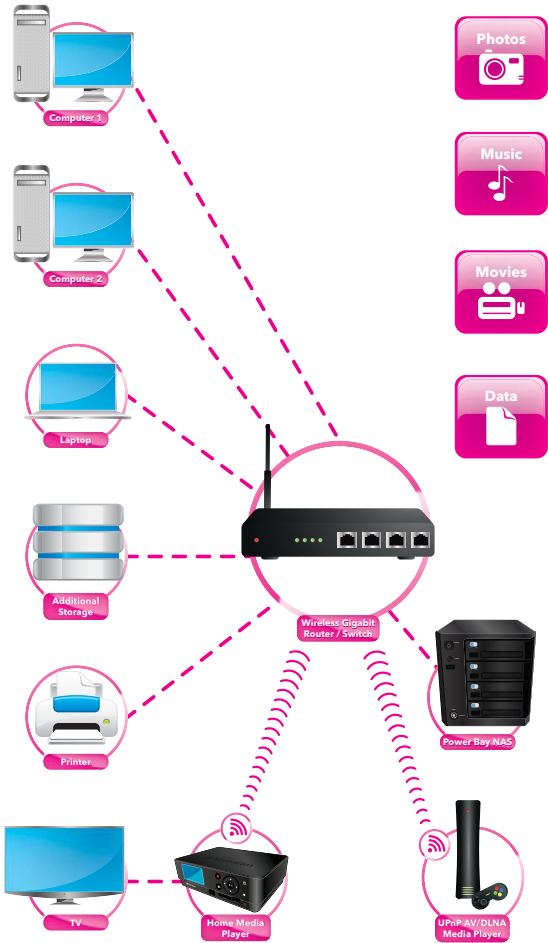 Photos
Computer 1
Music
Computer 2
Movies
Laptop
Data
Additional
Storage
Wireless Gigabit
Router / Switch
Printer
Power Bay NAS
TV
Home Media
Player
UPnP AV/DLNA
Media Player